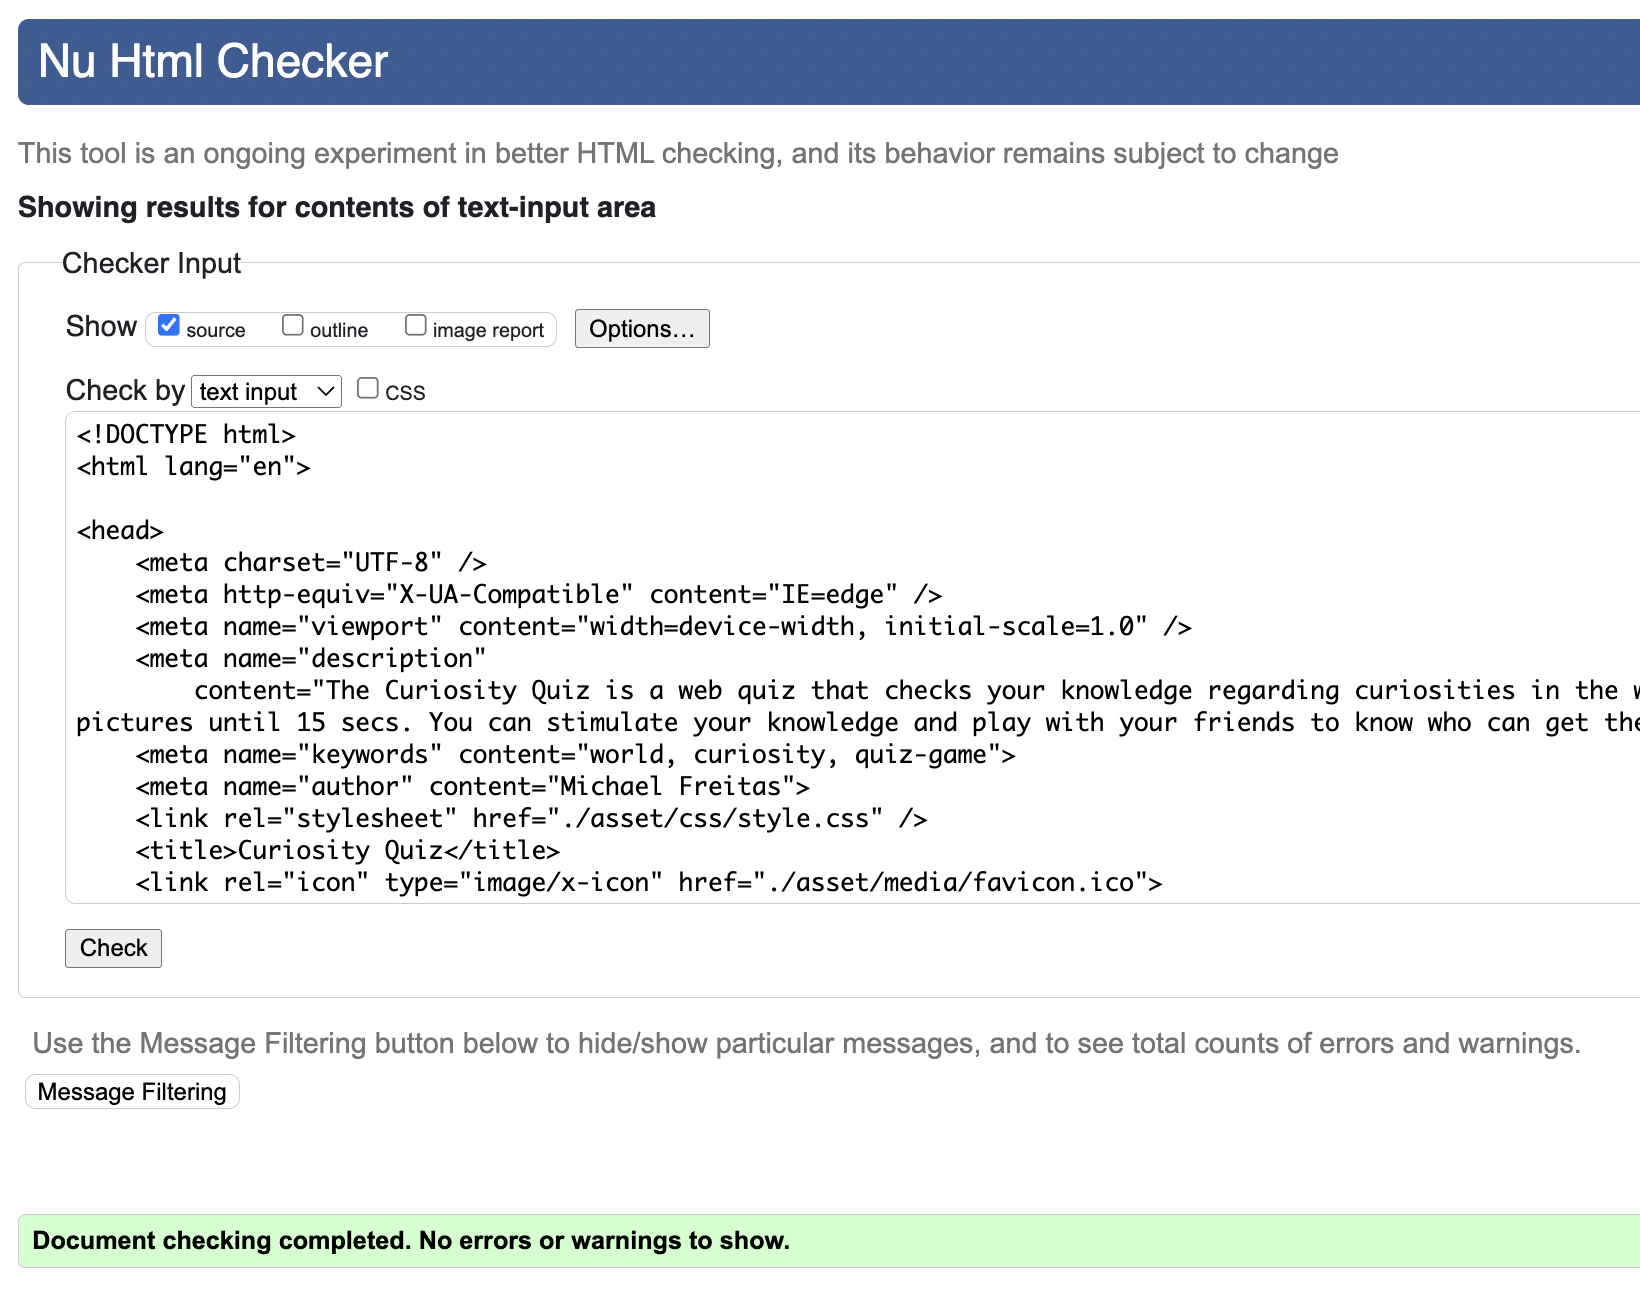 Nu Html Checker
This tool is an ongoing experiment in better HTML checking, and its behavior remains subject to change
Showing results for contents of text-input area
Checker Input
Show source outline image report Options...
Check by text input CSS
<!DOCTYPE html>
<html lang="en">
<head>
<meta charset="UTF-8" />
<meta http-equiv="X-UA-Compatible" content="IE=edge" />
<meta name="viewport" content="width=device-width, initial-scale=1.0" />
<meta name="description"
content="The Curiosity Quiz is a web quiz that checks your knowledge regarding curiosities in the
pictures until 15 secs. You can stimulate your knowledge and play with your friends to know who can get the
<meta name="keywords" content="world, curiosity, quiz-game">
<meta name="author" content="Michael Freitas">
<link rel="stylesheet" href="./asset/css/style.css" />
<title>Curiosity Quiz</title>
<link rel="icon" type="image/x-icon" href="./asset/media/favicon.ico">
Check
Use the Message Filtering button below to hide/show particular messages, and to see total counts of errors and warnings.
Message Filtering
Document checking completed. No errors or warnings to show.